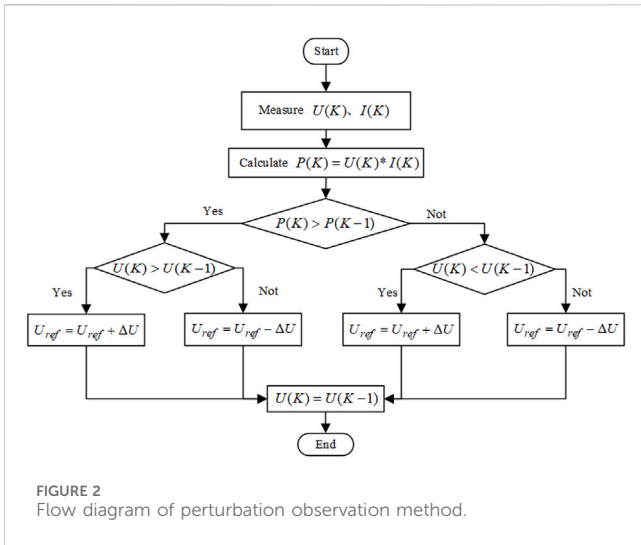 Start
Measure U(K)、I(K)
Calculate P(K)=U(K)*I(K)
Yes
P(K)>P(K−1)
Not
U(K)>U(K−1)
U(K)<U(K−1)
Yes
Not
Yes
Not
U_ref=U_ref+ΔU
U_ref=U_ref−ΔU
U_ref=U_ref+ΔU
U_ref=U_ref−ΔU
U(K)=U(K−1)
End
FIGURE 2
Flow diagram of perturbation observation method.